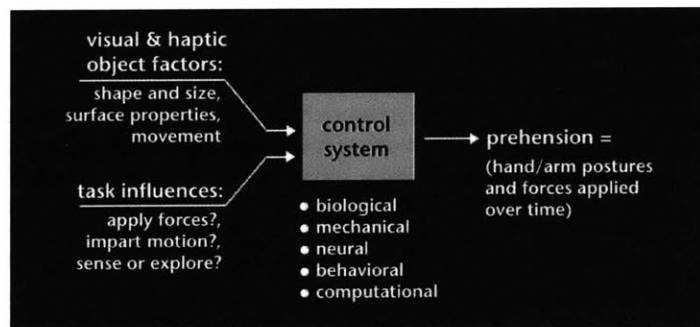 visual & haptic
object factors:
shape and size,
surface properties,
movement
task influences:
apply forces?,
impart motion?,
sense or explore?
control
system
• biological
• mechanical
• neural
• behavioral
• computational
prehension =
(hand/arm postures
and forces applied
over time)